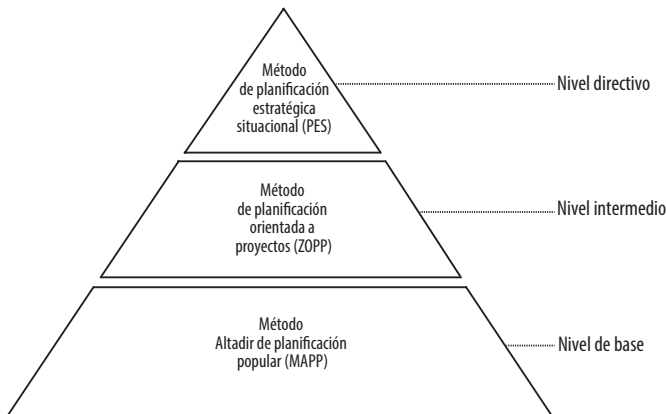 Método
de planificación
estratégica
situacional (PES)
Nivel directivo
Método
de planificación
orientada a
proyectos (ZOPP)
Nivel intermedio
Método
Altadir de planificación
popular (MAPP)
Nivel de base